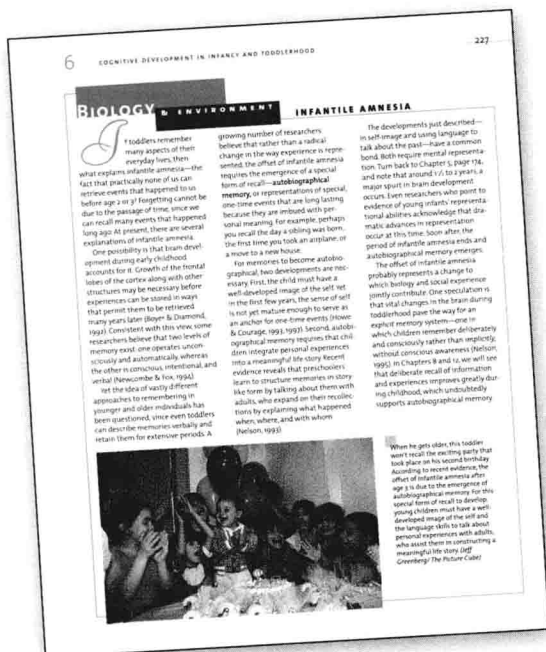 6 COGNITIVE DEVELOPMENT IN INFANCY AND TODDLERHOOD
227
BIOLOGY & ENVIRONMENT
INFANTILE AMNESIA
If toddlers remember
many aspects of their
everyday lives, then
what explains infantile amnesia—the
fact that practically none of us can
retrieve events that happened to us
before age 2 or 3? Forgetting cannot be
due to the passage of time, since we
can recall many events that happened
long ago. At present, there are several
explanations of infantile amnesia.
One possibility is that brain devel-
opment during early childhood
accounts for it. Growth of the frontal
lobes of the cortex along with other
structures may be necessary before
experiences can be stored in ways
that permit them to be retrieved
many years later (Boyer & Diamond,
1992). Consistent with this view, some
researchers believe that two levels of
memory exist: one operates uncon-
sciously and automatically, whereas
the other is conscious, intentional, and
verbal (Newcombe & Fox, 1994).
Yet the idea of vastly different
approaches to remembering in
younger and older individuals has
been questioned, since even toddlers
can describe memories verbally and
retain them for extensive periods. A
growing number of researchers
believe that rather than a radical
change in the way experience is repre-
sented, the offset of infantile amnesia
requires the emergence of a special
form of recall—autobiographical
memory, or representations of special,
one-time events that are long lasting
because they are imbued with per-
sonal meaning. For example, perhaps
you recall the day a sibling was born,
the first time you took an airplane, or
a move to a new house.
For memories to become autobio-
graphical, two developments are nec-
essary. First, the child must have a
well-developed image of the self. Yet
in the first few years, the sense of self
is not yet mature enough to serve as
an anchor for one-time events (Howe
& Courage, 1993, 1997). Second, autobi-
ographical memory requires that chil-
dren integrate personal experiences
into a meaningful life story. Recent
evidence reveals that preschoolers
learn to structure memories in story-
like form by talking about them with
adults, who expand on their recollec-
tions by explaining what happened
when, where, and with whom
(Nelson, 1993).
The developments just described—
in self-image and using language to
talk about the past—have a common
bond. Both require mental representa-
tion. Turn back to Chapter 5, page 174,
and note that around 1½ to 2 years, a
major spurt in brain development
occurs. Even researchers who point to
evidence of young infants' representa-
tional abilities acknowledge that dra-
matic advances in representation
occur at this time. Soon after, the
period of infantile amnesia ends and
autobiographical memory emerges.
The offset of infantile amnesia
probably represents a change to
which biology and social experience
jointly contribute. One speculation is
that vital changes in the brain during
toddlerhood pave the way for an
explicit memory system—one in
which children remember deliberately
and consciously rather than implicitly,
without conscious awareness (Nelson,
1995). In Chapters 8 and 12, we will see
that deliberate recall of information
and experiences improves greatly dur-
ing childhood, which undoubtedly
supports autobiographical memory.
When he gets older, this toddler
won't recall the exciting party that
took place on his second birthday.
According to recent evidence, the
offset of infantile amnesia after
age 3 is due to the emergence of
autobiographical memory. For this
special form of recall to develop,
young children must have a well-
developed image of the self and
the language skills to talk about
personal experiences with adults,
who assist them in constructing a
meaningful life story. (Jeff
Greenberg/The Picture Cube)